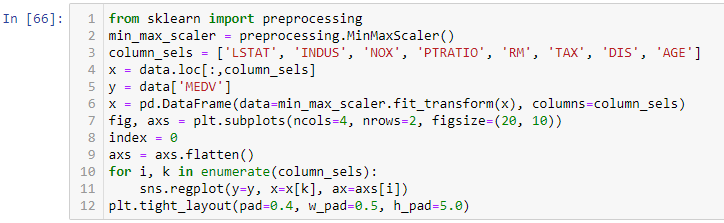 In [66]:
1 from sklearn import preprocessing
2 min_max_scaler = preprocessing.MinMaxScaler()
3 column_sels = ['LSTAT', 'INDUS', 'NOX', 'PTRATIO', 'RM', 'TAX', 'DIS', 'AGE']
4 x = data.loc[:,column_sels]
5 y = data['MEDV']
6 x = pd.DataFrame(data=min_max_scaler.fit_transform(x), columns=column_sels)
7 fig, axs = plt.subplots(ncols=4, nrows=2, figsize=(20, 10))
8 index = 0
9 axs = axs.flatten()
10 for i, k in enumerate(column_sels):
11     sns.regplot(y=y, x=x[k], ax=axs[i])
12 plt.tight_layout(pad=0.4, w_pad=0.5, h_pad=5.0)